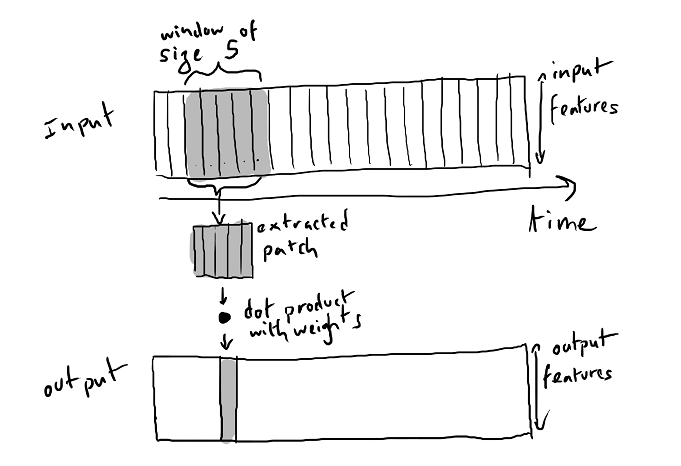 window of
size 5
Input
input
features
time
extracted
patch
dot product
with weights
output
output
features